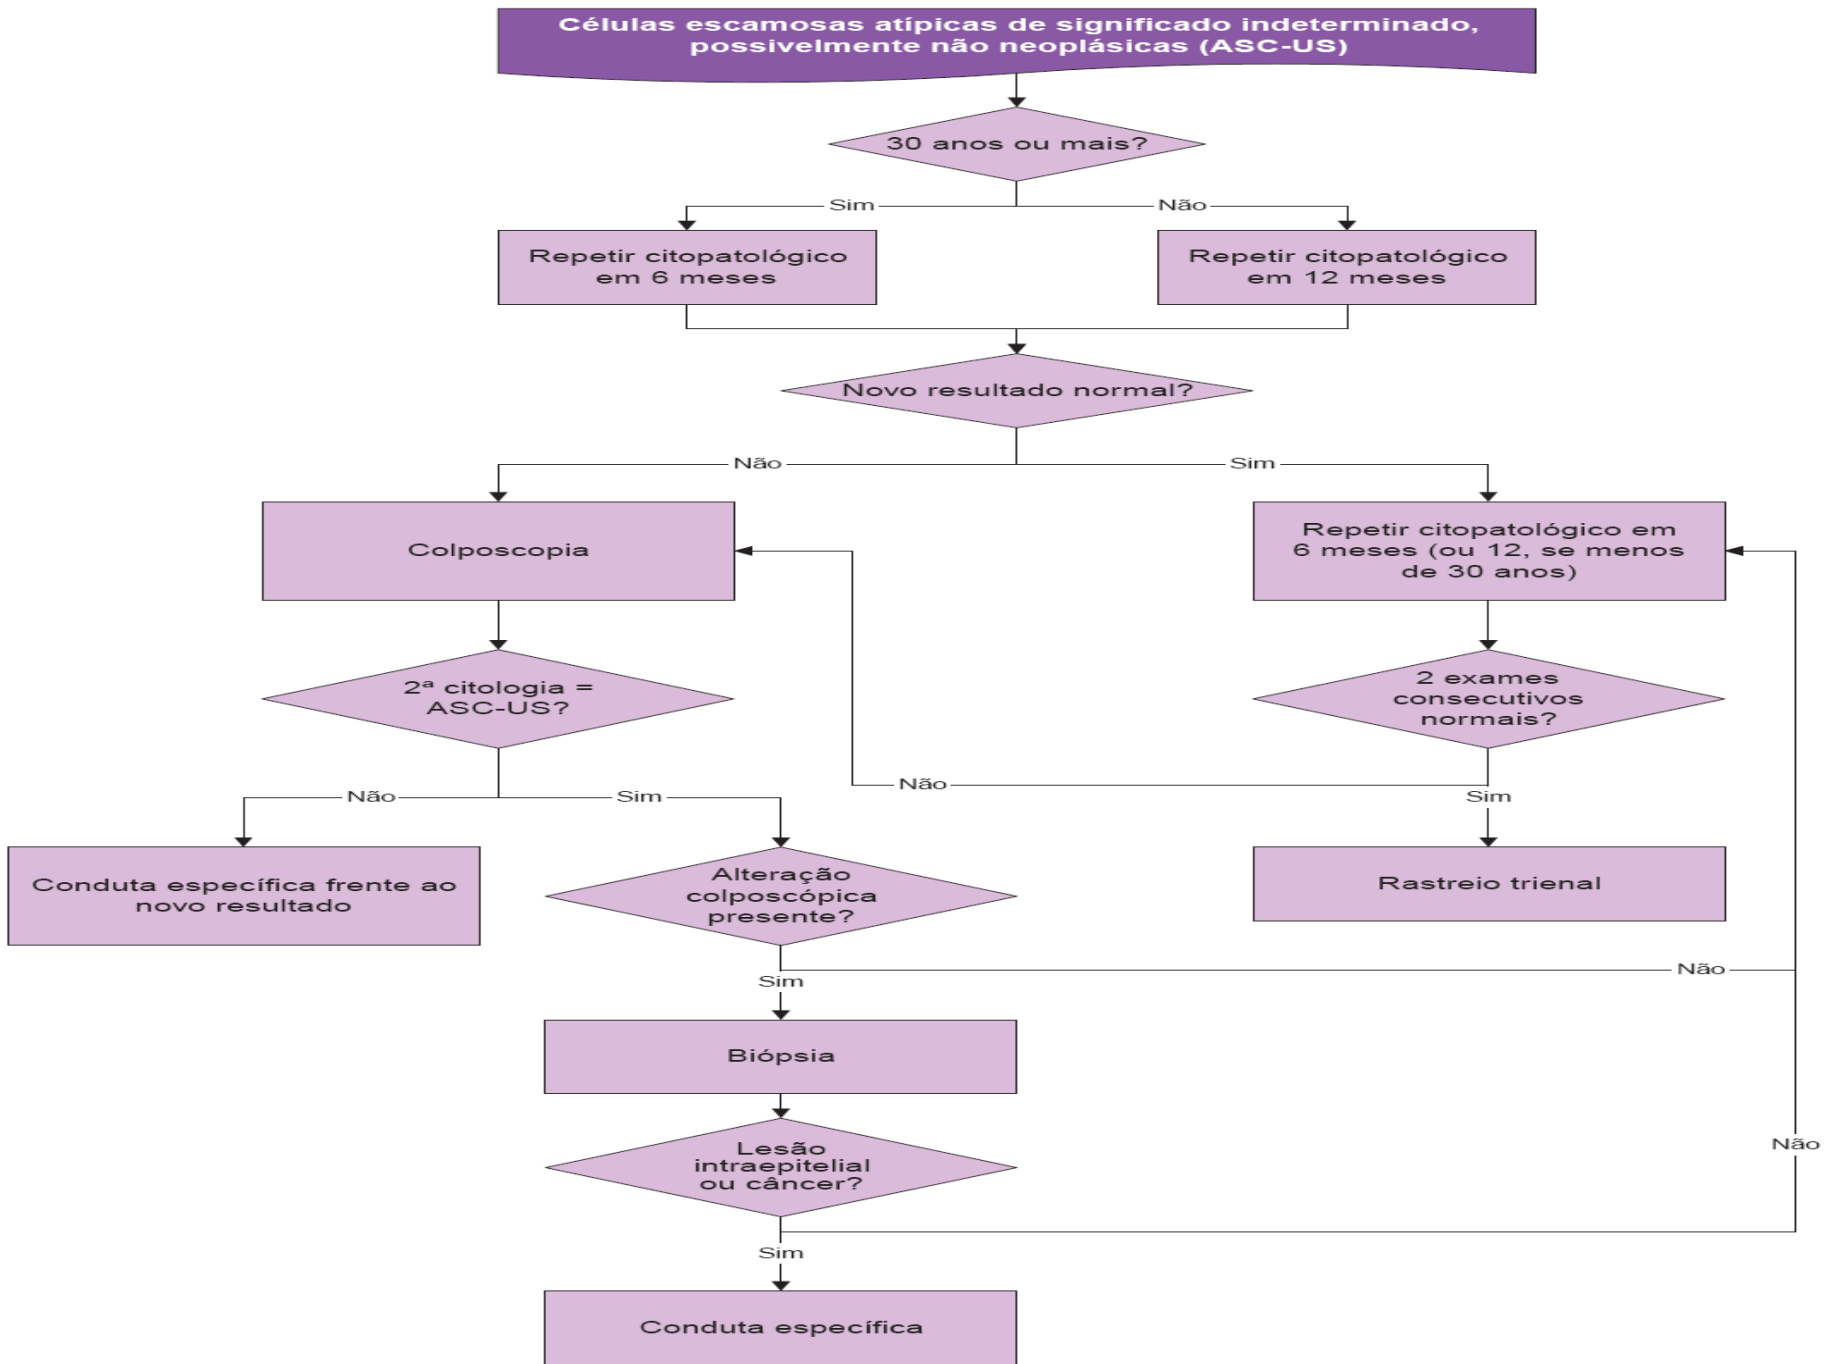 Células escamosas atípicas de significado indeterminado,
possivelmente não neoplásicas (ASC-US)
30 anos ou mais?
Sim
Não
Repetir citopatológico
em 6 meses
Repetir citopatológico
em 12 meses
Novo resultado normal?
Não
Sim
Colposcopia
Repetir citopatológico em
6 meses (ou 12, se menos
de 30 anos)
2ª citologia =
ASC-US?
2 exames
consecutivos
normais?
Não
Não
Sim
Sim
Conduta específica frente ao
novo resultado
Alteração
colposcópica
presente?
Rastreio trienal
Não
Sim
Biópsia
Lesão
intraepitelial
ou câncer?
Não
Sim
Conduta específica